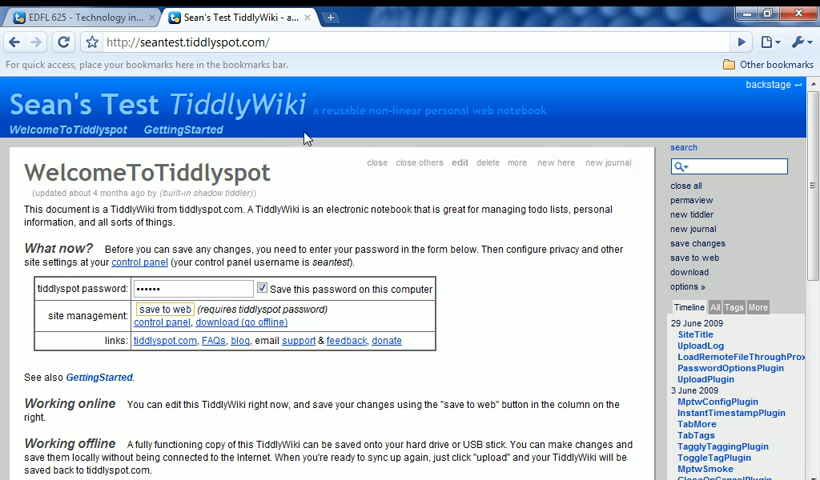 EDFL 625 - Technology in...
Sean's Test TiddlyWiki - a...
http://seantest.tiddlyspot.com/
For quick access, place your bookmarks here in the bookmarks bar.
Other bookmarks
backstage
Sean's Test TiddlyWiki a reusable non-linear personal web notebook
WelcomeToTiddlyspot GettingStarted
WelcomeToTiddlyspot
close close others edit delete more new here new journal
(updated about 4 months ago by (built-in shadow tiddler))
This document is a TiddlyWiki from tiddlyspot.com. A TiddlyWiki is an electronic notebook that is great for managing todo lists, personal
information, and all sorts of things.
What now? Before you can save any changes, you need to enter your password in the form below. Then configure privacy and other
site settings at your control panel (your control panel username is seantest).
tiddlyspot password: •••••• Save this password on this computer
site management: save to web (requires tiddlyspot password)
control panel, download (go offline)
links: tiddlyspot.com, FAQs, blog, email support & feedback, donate
See also GettingStarted.
Working online You can edit this TiddlyWiki right now, and save your changes using the "save to web" button in the column on the
right.
Working offline A fully functioning copy of this TiddlyWiki can be saved onto your hard drive or USB stick. You can make changes and
save them locally without being connected to the Internet. When you're ready to sync up again, just click "upload" and your TiddlyWiki will be
saved back to tiddlyspot.com.
search
close all
permaview
new tiddler
new journal
save changes
save to web
download
options »
Timeline All Tags More
29 June 2009
SiteTitle
UploadLog
LoadRemoteFileThroughProx
PasswordOptionsPlugin
UploadPlugin
3 June 2009
MptwConfigPlugin
InstantTimestampPlugin
TabMore
TabTags
TagglyTaggingPlugin
ToggleTagPlugin
MptwSmoke
CloseOnCancelPlugin